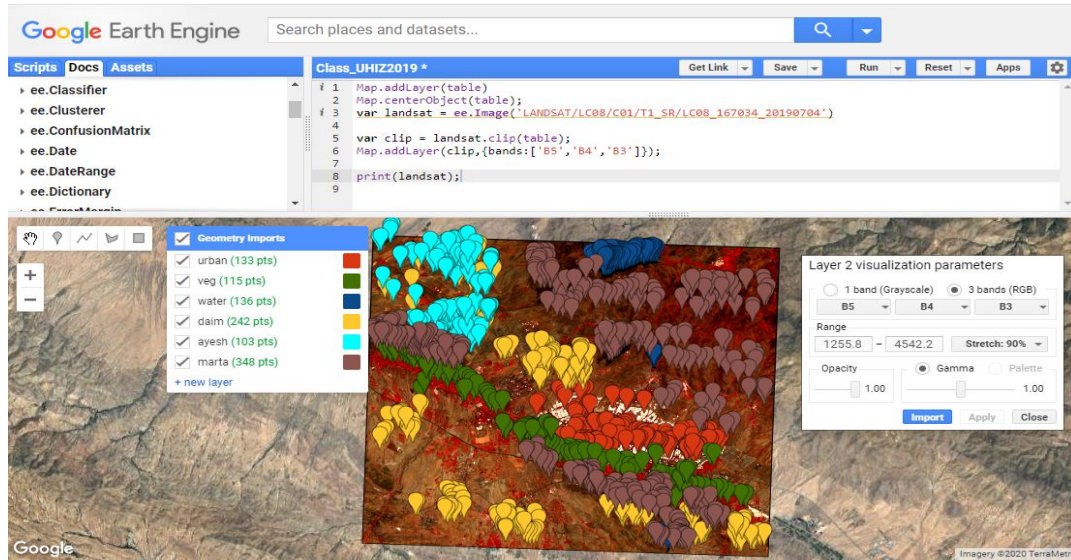 Google Earth Engine
Search places and datasets...
Scripts Docs Assets
Class_UHIZ2019 *
Get Link Save Run Reset Apps
ee.Classifier
ee.Clusterer
ee.ConfusionMatrix
ee.Date
ee.DateRange
ee.Dictionary
ee.ErrorMargin
i 1 Map.addLayer(table)
2 Map.centerObject(table);
i 3 var landsat = ee.Image('LANDSAT/LC08/C01/T1_SR/LC08_167034_20190704')
4
5 var clip = landsat.clip(table);
6 Map.addLayer(clip,{bands:['B5','B4','B3']});
7
8 print(landsat);
9
+
−
Geometry Imports
urban (133 pts)
veg (115 pts)
water (136 pts)
daim (242 pts)
ayesh (103 pts)
marta (348 pts)
+ new layer
Layer 2 visualization parameters
1 band (Grayscale) 3 bands (RGB)
B5 B4 B3
Range
1255.8 – 4542.2 Stretch: 90%
Opacity Gamma Palette
1.00 1.00
Import Apply Close
Google
Imagery ©2020 TerraMetr